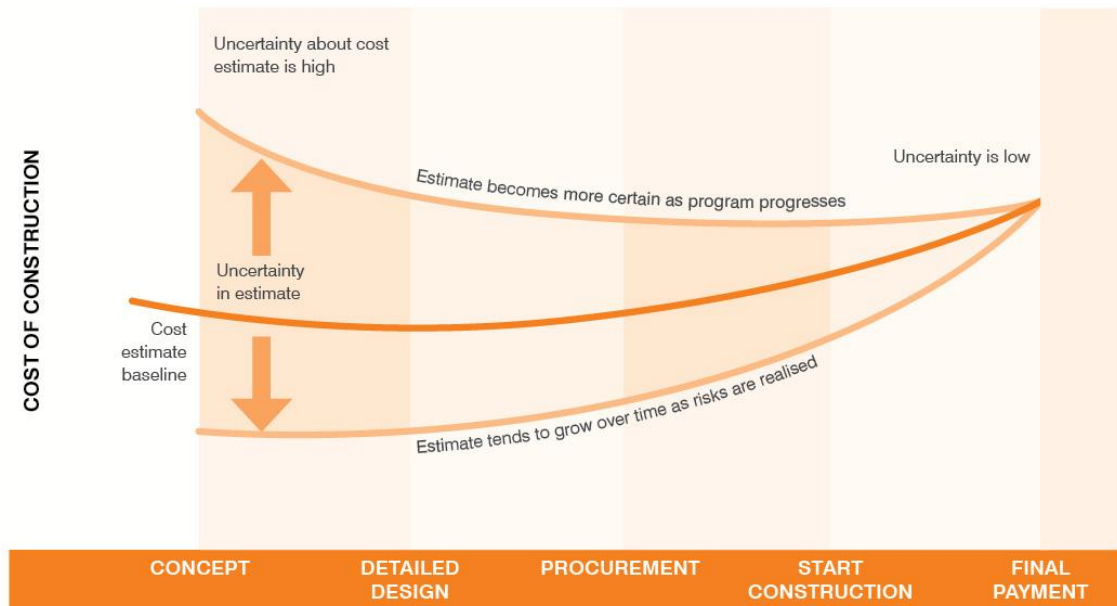 Uncertainty about cost
estimate is high
Uncertainty is low
Estimate becomes more certain as program progresses
COST OF CONSTRUCTION
Uncertainty
in estimate
Cost
estimate
baseline
Estimate tends to grow over time as risks are realised
CONCEPT
DETAILED
DESIGN
PROCUREMENT
START
CONSTRUCTION
FINAL
PAYMENT